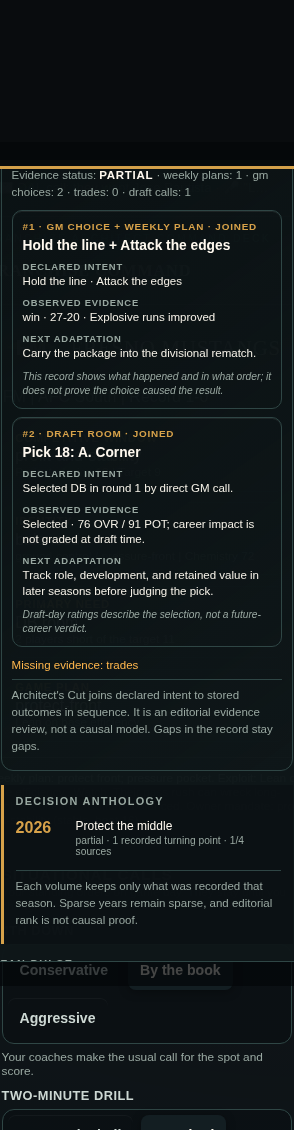 Evidence status: PARTIAL · weekly plans: 1 · gm
choices: 2 · trades: 0 · draft calls: 1
#1 · GM CHOICE + WEEKLY PLAN · JOINED
Hold the line + Attack the edges
DECLARED INTENT
Hold the line · Attack the edges
OBSERVED EVIDENCE
win · 27-20 · Explosive runs improved
NEXT ADAPTATION
Carry the package into the divisional rematch.
This record shows what happened and in what order; it
does not prove the choice caused the result.
#2 · DRAFT ROOM · JOINED
Pick 18: A. Corner
DECLARED INTENT
Selected DB in round 1 by direct GM call.
OBSERVED EVIDENCE
Selected · 76 OVR / 91 POT; career impact is
not graded at draft time.
NEXT ADAPTATION
Track role, development, and retained value in
later seasons before judging the pick.
Draft-day ratings describe the selection, not a future-
career verdict.
Missing evidence: trades
Architect's Cut joins declared intent to stored
outcomes in sequence. It is an editorial evidence
review, not a causal model. Gaps in the record stay
gaps.
DECISION ANTHOLOGY
2026 Protect the middle
partial · 1 recorded turning point · 1/4
sources
Each volume keeps only what was recorded that
season. Sparse years remain sparse, and editorial
rank is not causal proof.
Conservative By the book
Aggressive
Your coaches make the usual call for the spot and
score.
TWO-MINUTE DRILL